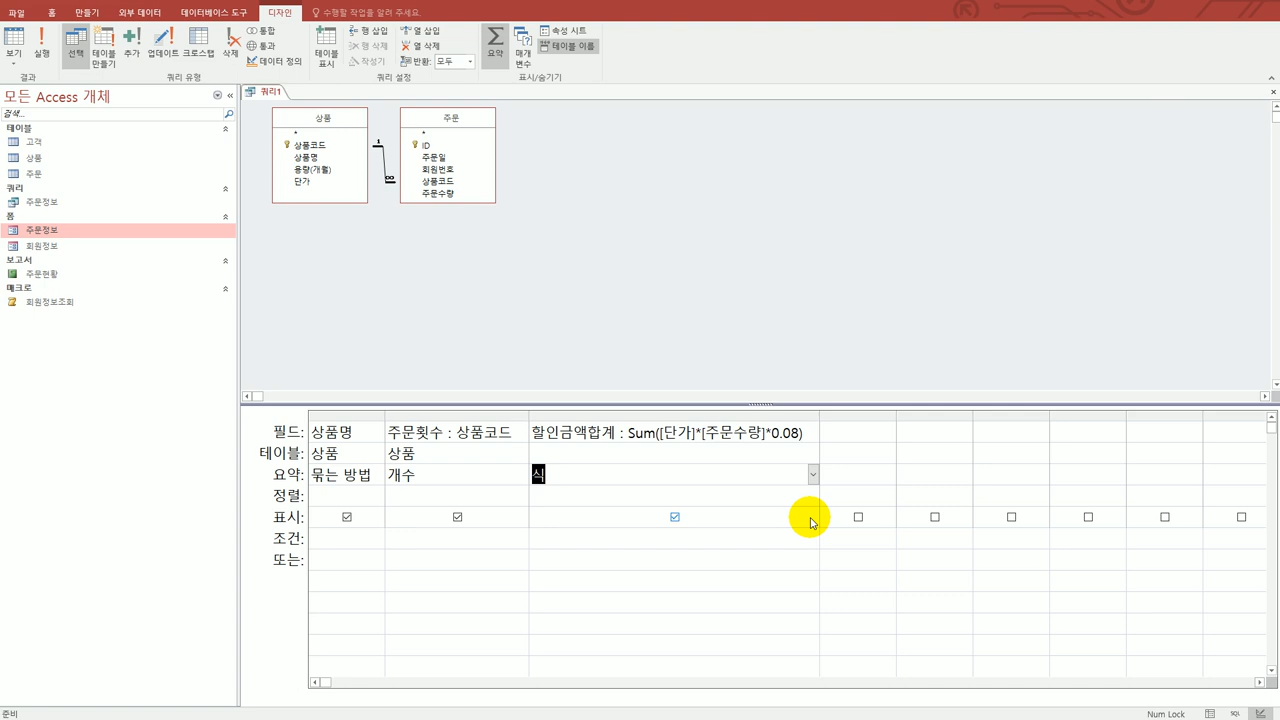 파일 홈 만들기 외부 데이터 데이터베이스 도구 디자인 수행할 작업을 알려 주세요.
보기 실행 선택 테이블 만들기 추가 업데이트 크로스탭 삭제 통합 통과 데이터 정의
테이블 표시 행 삽입 행 삭제 작성기 열 삽입 열 삭제 반환: 모두
요약 매개 변수 속성 시트 테이블 이름
결과 쿼리 유형 쿼리 설정 표시/숨기기
모든 Access 개체
검색...
테이블
고객
상품
주문
쿼리
주문정보
폼
주문정보
회원정보
보고서
주문현황
매크로
회원정보조회
쿼리1
상품
*
상품코드
상품명
용량(개월)
단가
1
∞
주문
*
ID
주문일
회원번호
상품코드
주문수량
필드: 상품명 주문횟수 : 상품코드 할인금액합계 : Sum([단가]*[주문수량]*0.08)
테이블: 상품 상품
요약: 묶는 방법 개수 식
정렬:
표시:
조건:
또는:
준비 Num Lock SQL